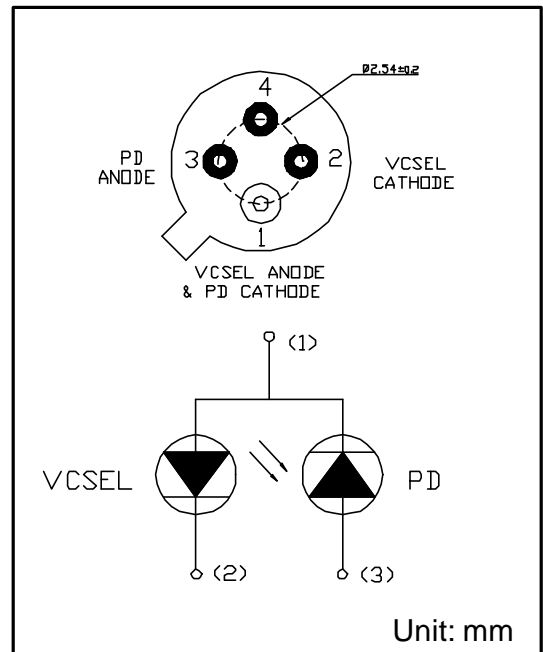 Ø2.54±0.2
4
PD
ANODE
3
2
VCSEL
CATHODE
1
VCSEL ANODE
& PD CATHODE
(1)
VCSEL
PD
(2)
(3)
Unit: mm